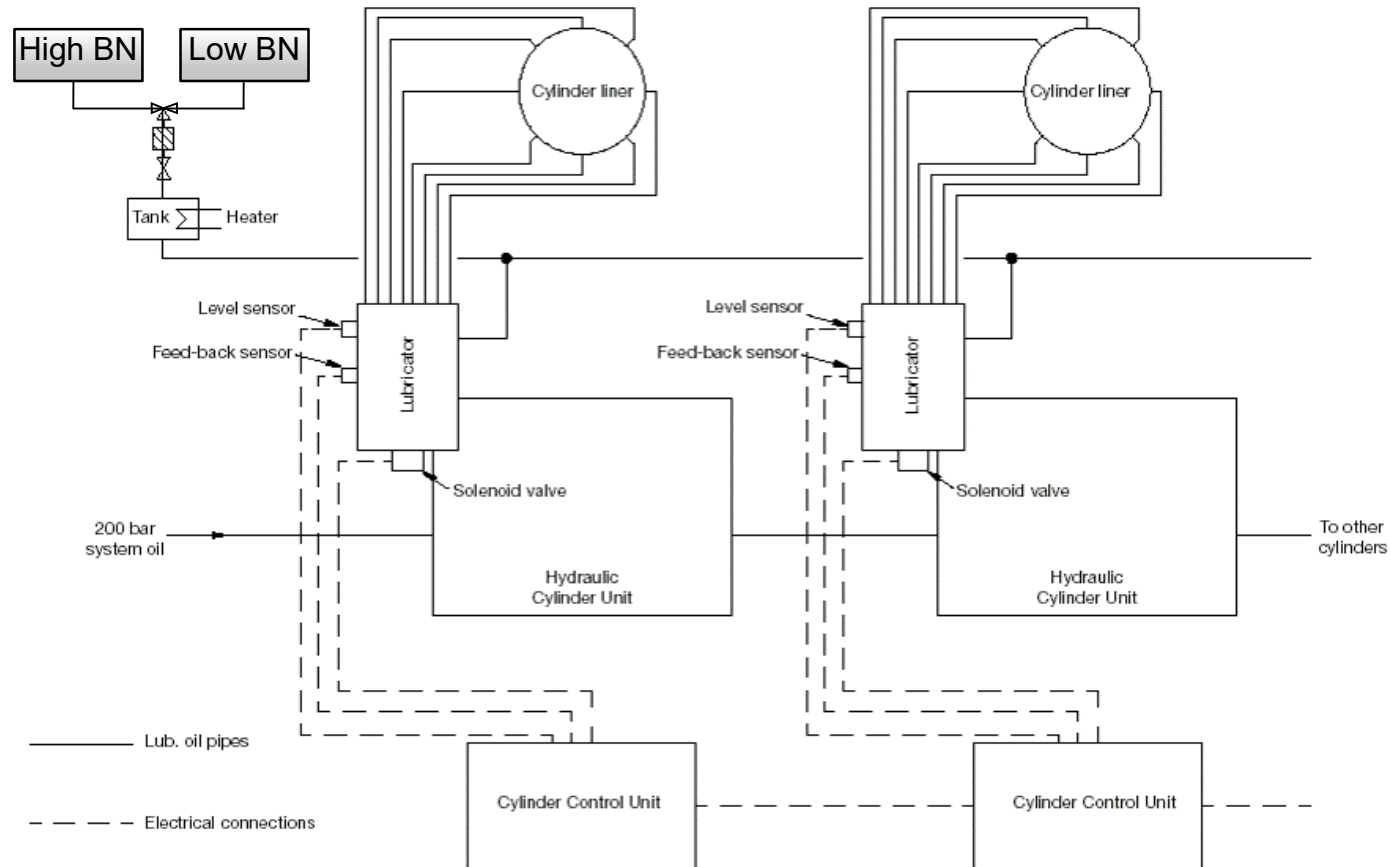 High BN
Low BN
Cylinder liner
Cylinder liner
Tank
Heater
Level sensor
Level sensor
Feed-back sensor
Feed-back sensor
Lubricator
Lubricator
Solenoid valve
Solenoid valve
200 bar
system oil
To other
cylinders
Hydraulic
Cylinder Unit
Hydraulic
Cylinder Unit
Lub. oil pipes
Cylinder Control Unit
Cylinder Control Unit
Electrical connections